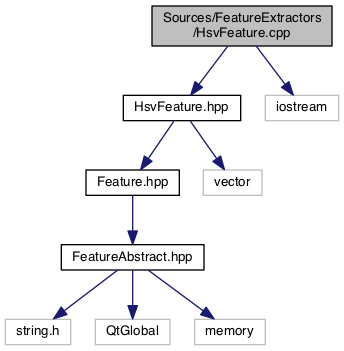 Sources/FeatureExtractors
/HsvFeature.cpp
HsvFeature.hpp
iostream
Feature.hpp
vector
FeatureAbstract.hpp
string.h
QtGlobal
memory